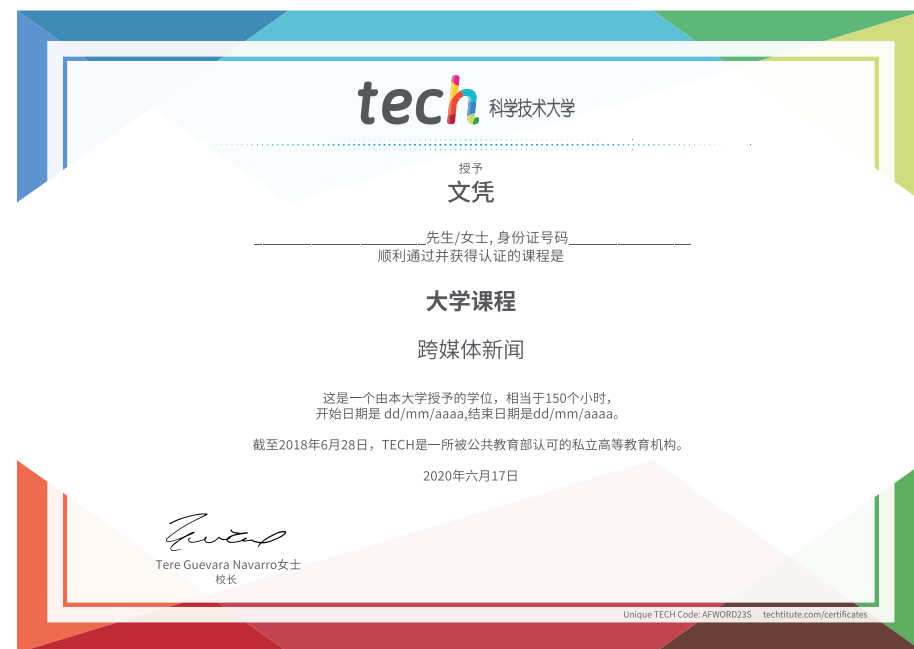 tech 科学技术大学
授予
文凭
________________________先生/女士, 身份证号码_________________
顺利通过并获得认证的课程是
大学课程
跨媒体新闻
这是一个由本大学授予的学位，相当于150个小时，
开始日期是 dd/mm/aaaa,结束日期是dd/mm/aaaa。
截至2018年6月28日，TECH是一所被公共教育部认可的私立高等教育机构。
2020年六月17日
Tere Guevara Navarro女士
校长
Unique TECH Code: AFWORD23S techtitute.com/certificates